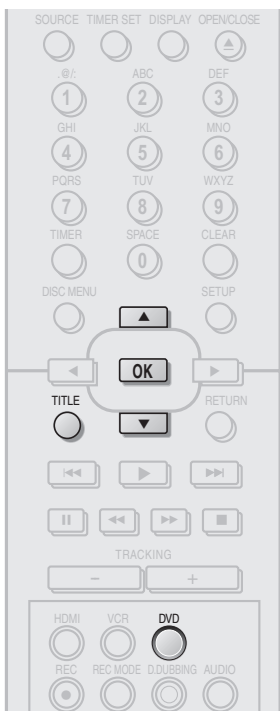 SOURCE TIMER SET DISPLAY OPEN/CLOSE
.@/: ABC DEF
1 2 3
GHI JKL MNO
4 5 6
PQRS TUV WXYZ
7 8 9
TIMER SPACE CLEAR
0
DISC MENU SETUP
OK
TITLE RETURN
TRACKING
− +
HDMI VCR DVD
REC REC MODE D.DUBBING AUDIO